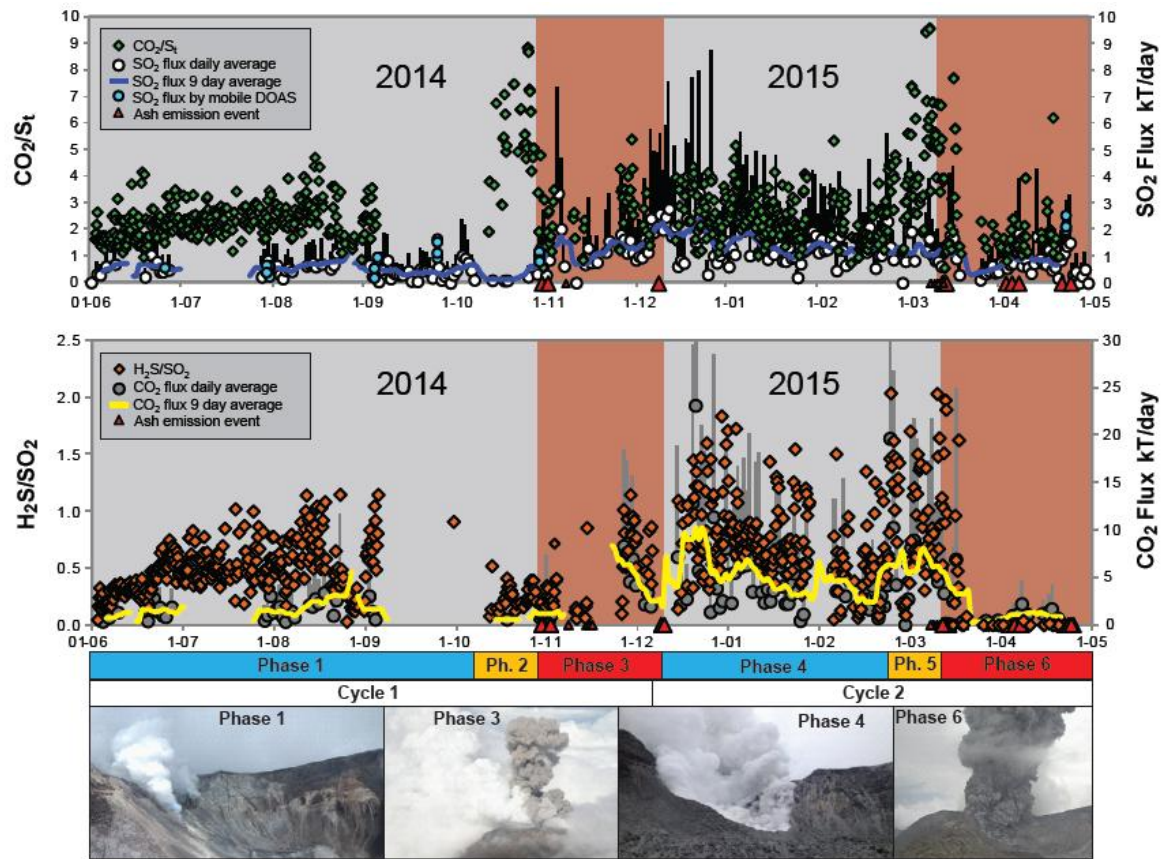 10
9
8
7
6
5
4
3
2
1
0
CO2/St
10
9
8
7
6
5
4
3
2
1
0
SO2 Flux kT/day
CO2/St
SO2 flux daily average
SO2 flux 9 day average
SO2 flux by mobile DOAS
Ash emission event
2014
2015
01-06 1-07 1-08 1-09 1-10 1-11 1-12 1-01 1-02 1-03 1-04 1-05
2.5
2.0
1.5
1.0
0.5
0.0
H2S/SO2
30
25
20
15
10
5
0
CO2 Flux kT/day
H2S/SO2
CO2 flux daily average
CO2 flux 9 day average
Ash emission event
2014
2015
01-06 1-07 1-08 1-09 1-10 1-11 1-12 1-01 1-02 1-03 1-04 1-05
Phase 1 Ph. 2 Phase 3 Phase 4 Ph. 5 Phase 6
Cycle 1 Cycle 2
Phase 1 Phase 3 Phase 4 Phase 6